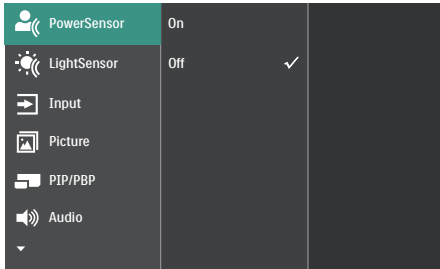 PowerSensor On
LightSensor Off
Input
Picture
PIP/PBP
Audio